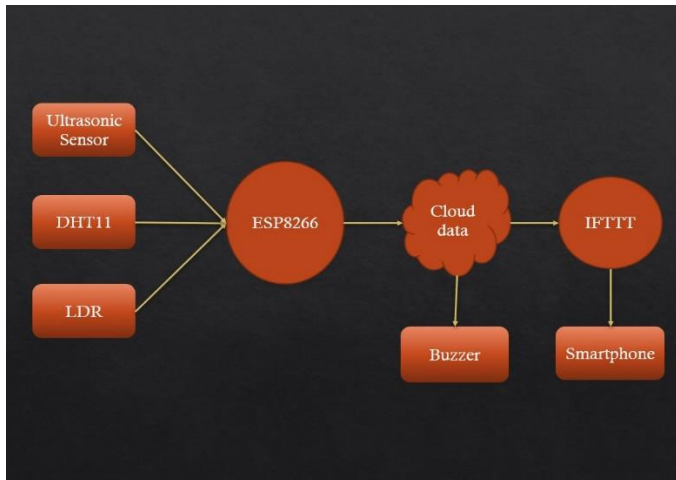 Ultrasonic
Sensor
DHT11
LDR
ESP8266
Cloud
data
IFTTT
Buzzer
Smartphone